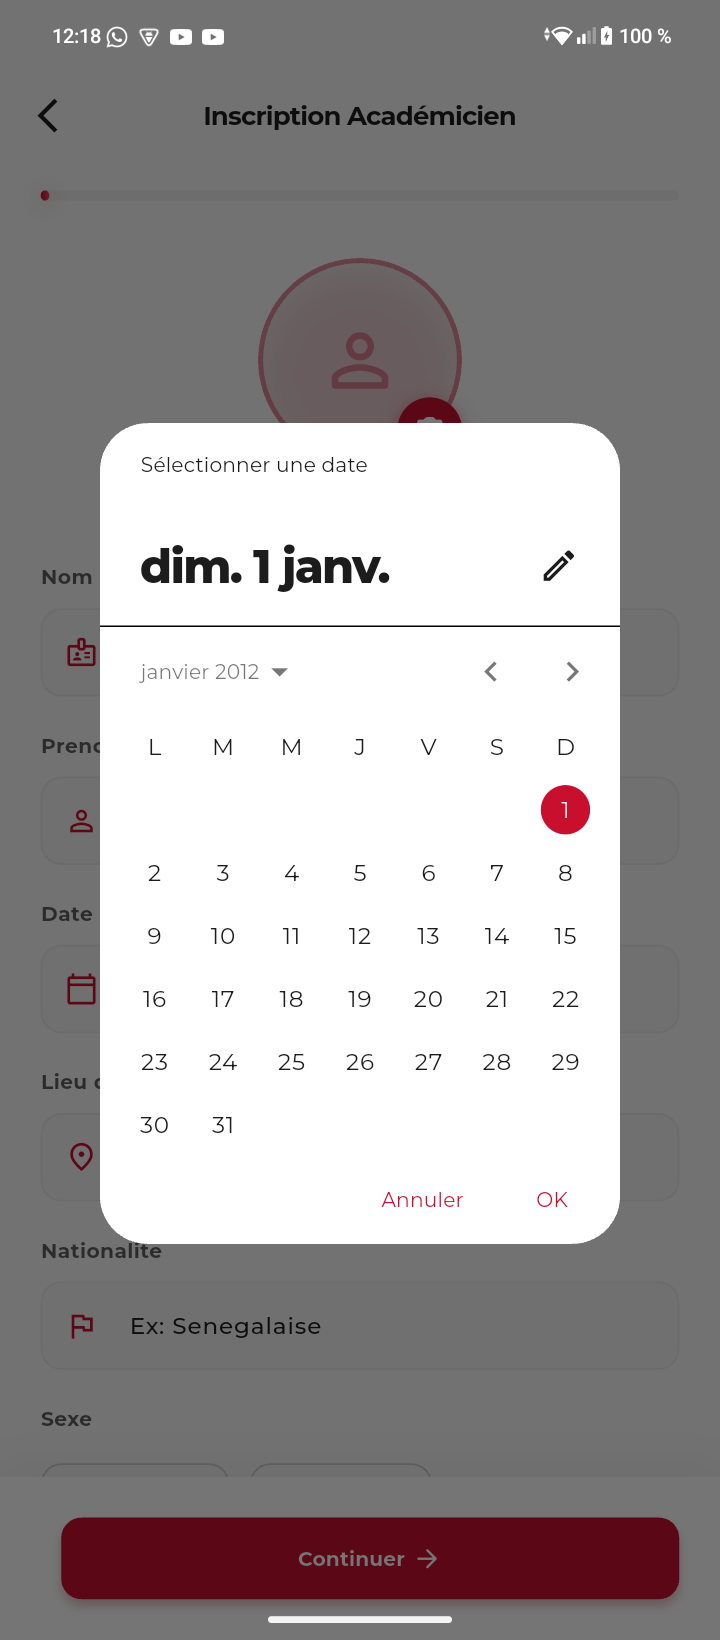 12:18 100 %
Inscription Académicien
Sélectionner une date
dim. 1 janv.
Nom
janvier 2012
Date
L M M J V S D
1
2 3 4 5 6 7 8
9 10 11 12 13 14 15
16 17 18 19 20 21 22
23 24 25 26 27 28 29
30 31
Lieu
Annuler OK
Nationalite
Ex: Senegalaise
Sexe
Continuer